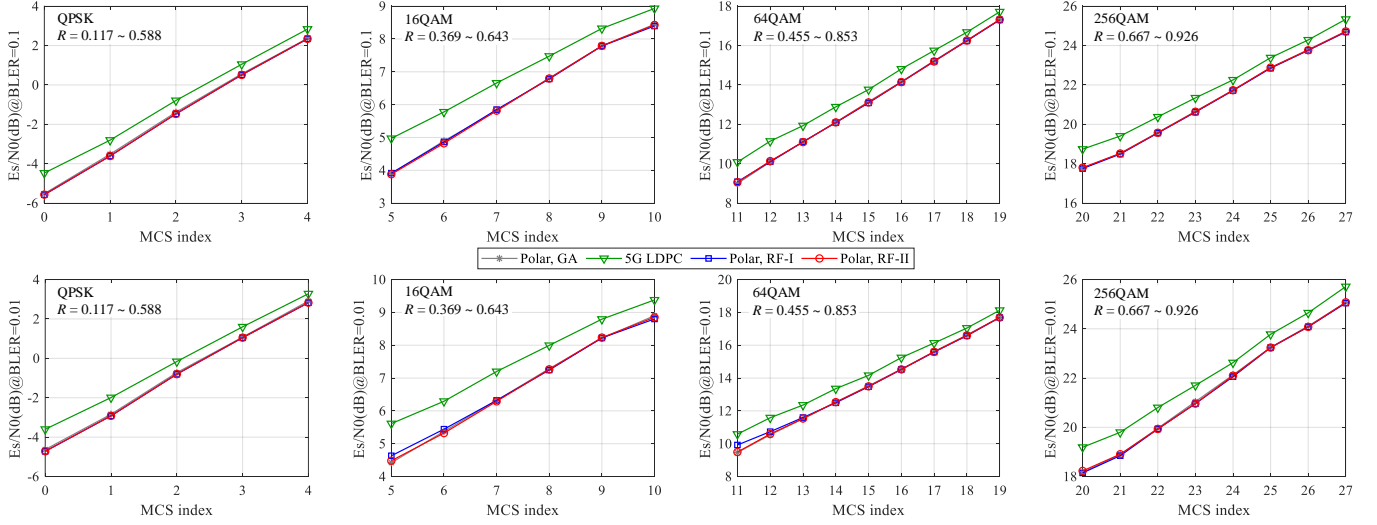 QPSK
R = 0.117 ~ 0.588
Es/N0(dB)@BLER=0.1
4
2
0
-2
-4
-6
0 1 2 3 4
MCS index
16QAM
R = 0.369 ~ 0.643
Es/N0(dB)@BLER=0.1
9
8
7
6
5
4
3
5 6 7 8 9 10
MCS index
64QAM
R = 0.455 ~ 0.853
Es/N0(dB)@BLER=0.1
18
16
14
12
10
8
11 12 13 14 15 16 17 18 19
MCS index
256QAM
R = 0.667 ~ 0.926
Es/N0(dB)@BLER=0.1
26
24
22
20
18
16
20 21 22 23 24 25 26 27
MCS index
Polar, GA 5G LDPC Polar, RF-I Polar, RF-II
QPSK
R = 0.117 ~ 0.588
Es/N0(dB)@BLER=0.01
4
2
0
-2
-4
-6
0 1 2 3 4
MCS index
16QAM
R = 0.369 ~ 0.643
Es/N0(dB)@BLER=0.01
10
9
8
7
6
5
4
5 6 7 8 9 10
MCS index
64QAM
R = 0.455 ~ 0.853
Es/N0(dB)@BLER=0.01
20
18
16
14
12
10
8
11 12 13 14 15 16 17 18 19
MCS index
256QAM
R = 0.667 ~ 0.926
Es/N0(dB)@BLER=0.01
26
24
22
20
18
20 21 22 23 24 25 26 27
MCS index